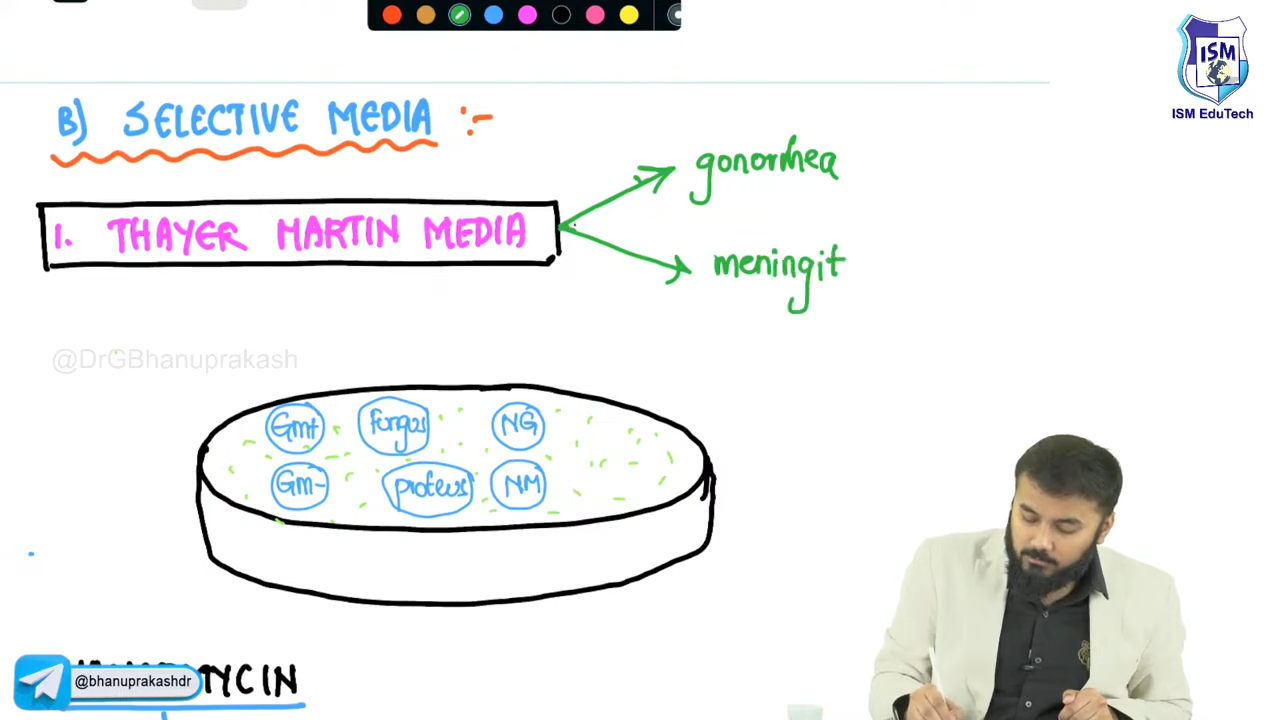 ISM
ISM EduTech
B) SELECTIVE MEDIA :-
gonorrhea
1. THAYER MARTIN MEDIA
meningit
@DrGBhanuprakash
Gm+ fungus NG
Gm- proteus NM
@bhanuprakashdr